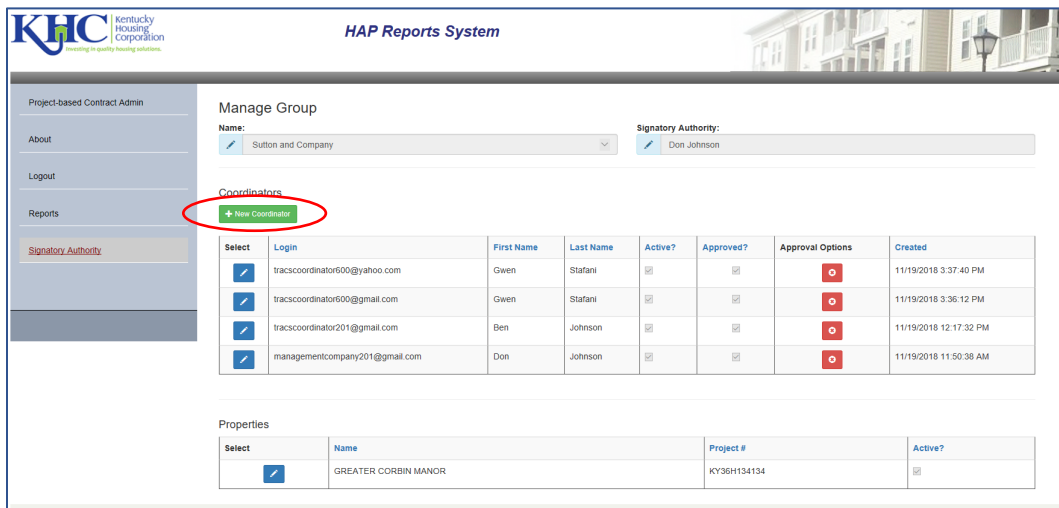 KHC
Kentucky
Housing
Corporation
Investing in quality housing solutions.
HAP Reports System
Project-based Contract Admin
About
Logout
Reports
Signatory Authority
Manage Group
Name: Signatory Authority:
Sutton and Company Don Johnson
Coordinators
+ New Coordinator
Select Login First Name Last Name Active? Approved? Approval Options Created
tracscoordinator600@yahoo.com Gwen Stafani 11/19/2018 3:37:40 PM
tracscoordinator600@gmail.com Gwen Stafani 11/19/2018 3:36:12 PM
tracscoordinator201@gmail.com Ben Johnson 11/19/2018 12:17:32 PM
managementcompany201@gmail.com Don Johnson 11/19/2018 11:50:38 AM
Properties
Select Name Project # Active?
GREATER CORBIN MANOR KY36H134134